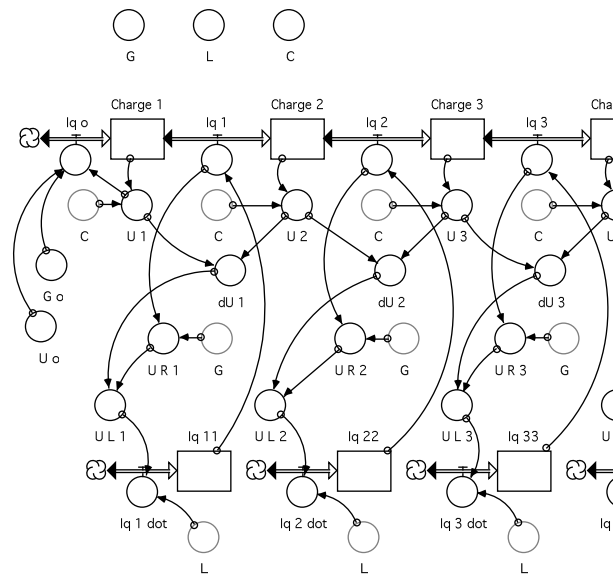 G L C
Iq o Charge 1 Iq 1 Charge 2 Iq 2 Charge 3 Iq 3 Cha
C U 1 C U 2 C U 3 C U
dU 1 dU 2 dU 3
G o
U o
U R 1 G U R 2 G U R 3 G
U L 1 Iq 11 U L 2 Iq 22 U L 3 Iq 33 U
Iq 1 dot Iq 2 dot Iq 3 dot Iq
L L L